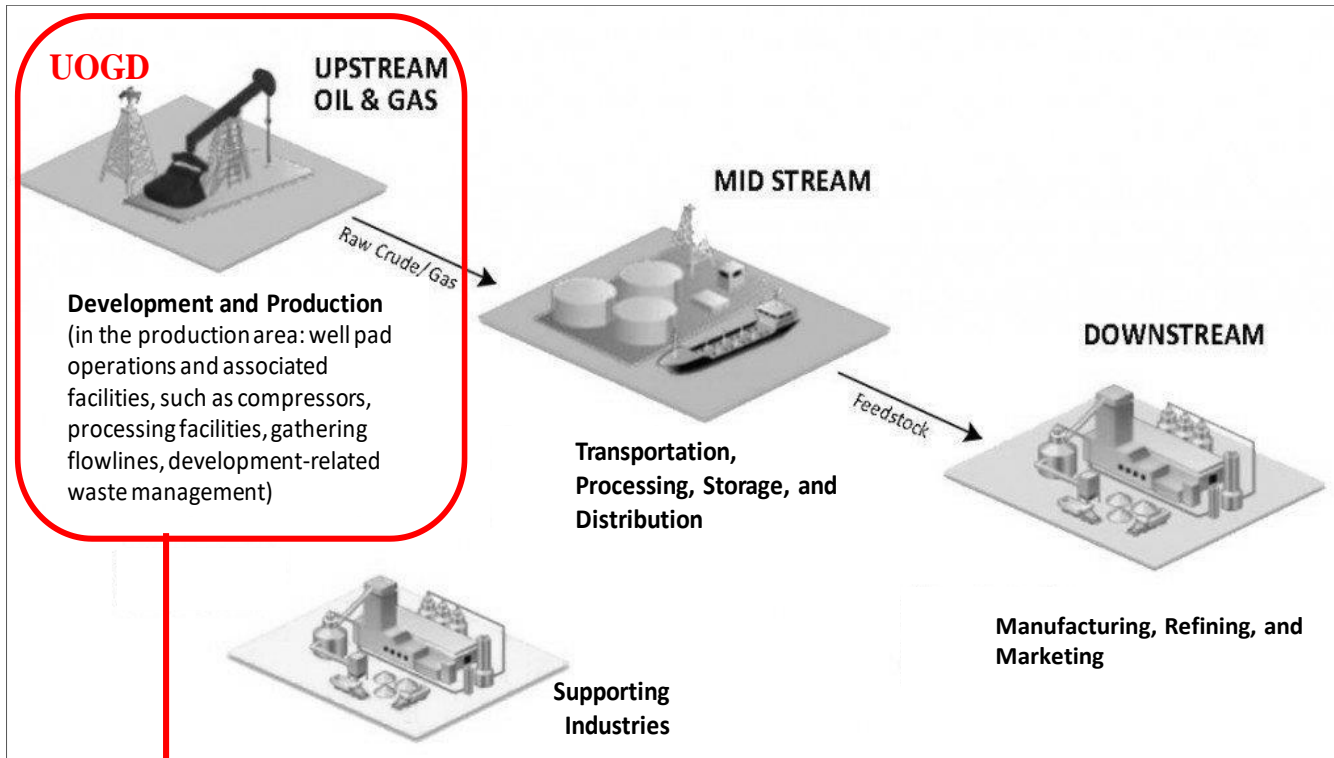 UOGD
UPSTREAM
OIL & GAS
Raw Crude/Gas
Development and Production
(in the production area: well pad
operations and associated
facilities, such as compressors,
processing facilities, gathering
flowlines, development-related
waste management)
MID STREAM
Feedstock
Transportation,
Processing, Storage, and
Distribution
DOWNSTREAM
Manufacturing, Refining, and
Marketing
Supporting
Industries